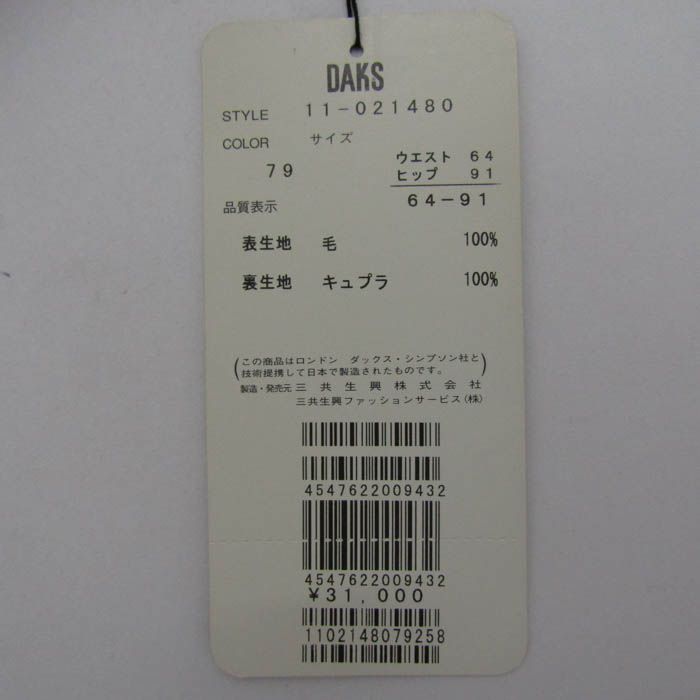 DAKS
STYLE 11-021480
COLOR サイズ
79 ウエスト 64
ヒップ 91
品質表示 64-91
表生地 毛 100%
裏生地 キュプラ 100%
(この商品はロンドン ダックス・シンプソン社と
技術提携して日本で製造されたものです。)
製造・発売元 三共生興株式会社
三共生興ファッションサービス(株)
4547622009432
4547622009432
¥31,000
1102148079258